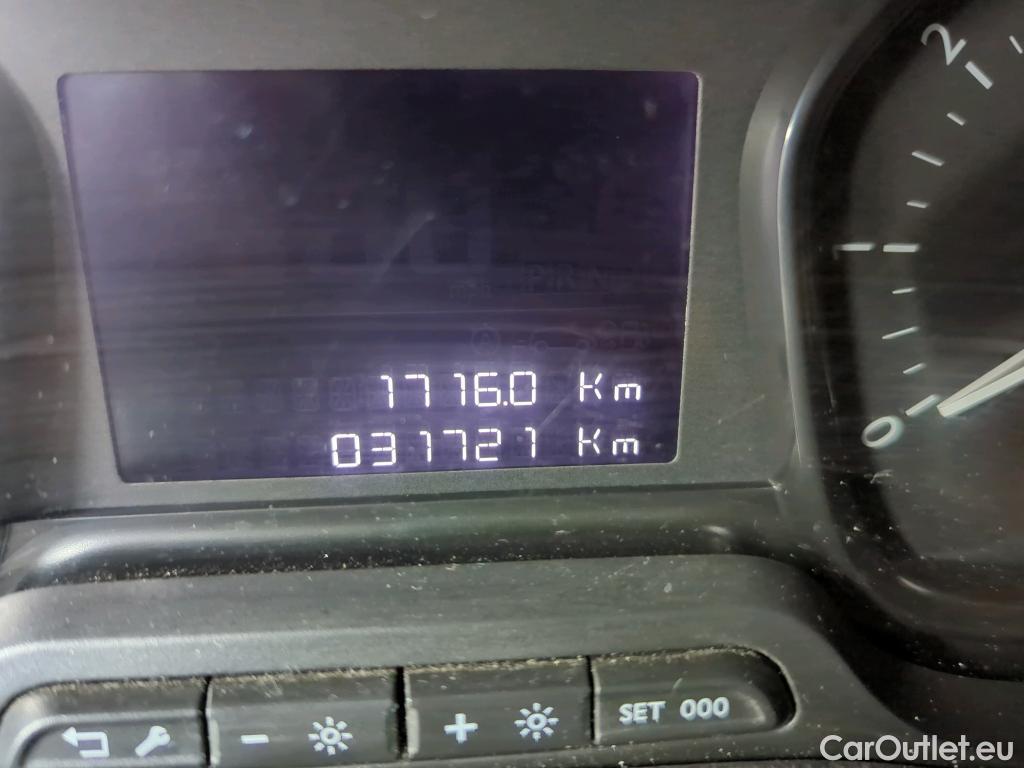 2
1716.0 Km
031721 Km
0
- +
SET 000
CarOutlet.eu